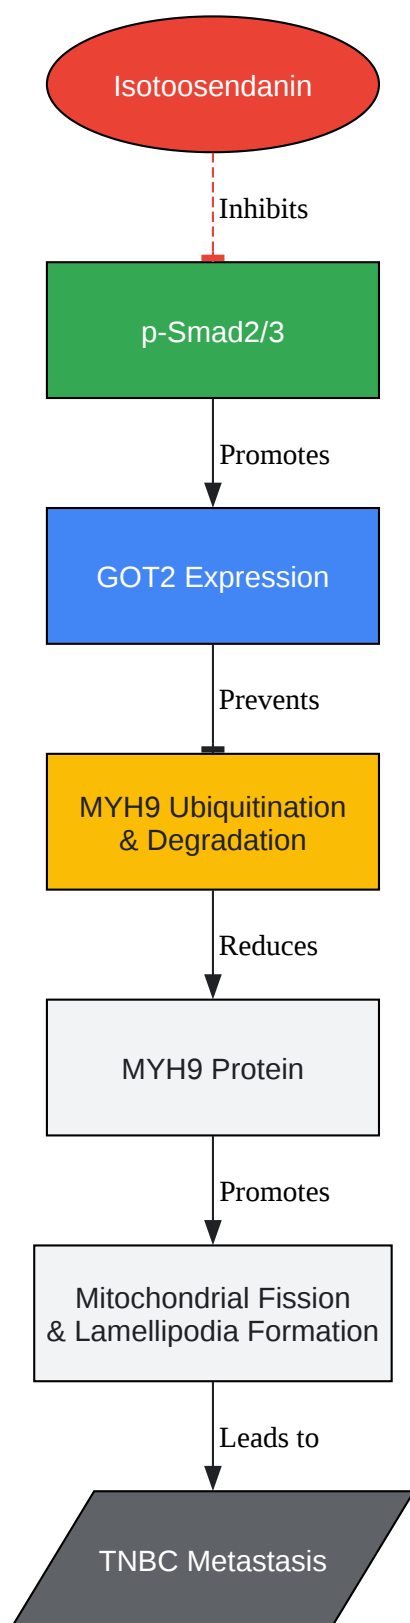 Isotoosendanin
Inhibits
p-Smad2/3
Promotes
GOT2 Expression
Prevents
MYH9 Ubiquitination
& Degradation
Reduces
MYH9 Protein
Promotes
Mitochondrial Fission
& Lamellipodia Formation
Leads to
TNBC Metastasis